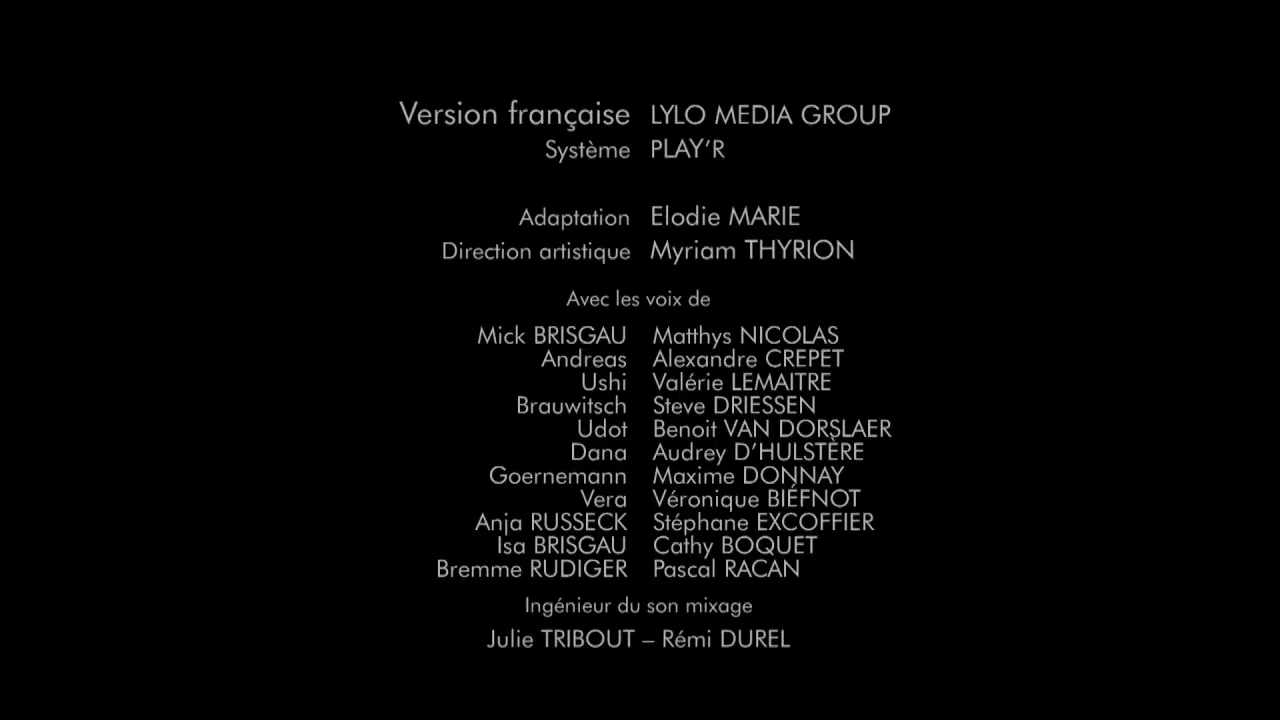 Version française LYLO MEDIA GROUP
Système PLAY’R
Adaptation Elodie MARIE
Direction artistique Myriam THYRION
Avec les voix de
Mick BRISGAU Matthys NICOLAS
Andreas Alexandre CREPET
Ushi Valérie LEMAITRE
Brauwitsch Steve DRIESSEN
Udot Benoit VAN DORSLAER
Dana Audrey D’HULSTÈRE
Goernemann Maxime DONNAY
Vera Véronique BIÉFNOT
Anja RUSSECK Stéphane EXCOFFIER
Isa BRISGAU Cathy BOQUET
Bremme RUDIGER Pascal RACAN
Ingénieur du son mixage
Julie TRIBOUT – Rémi DUREL